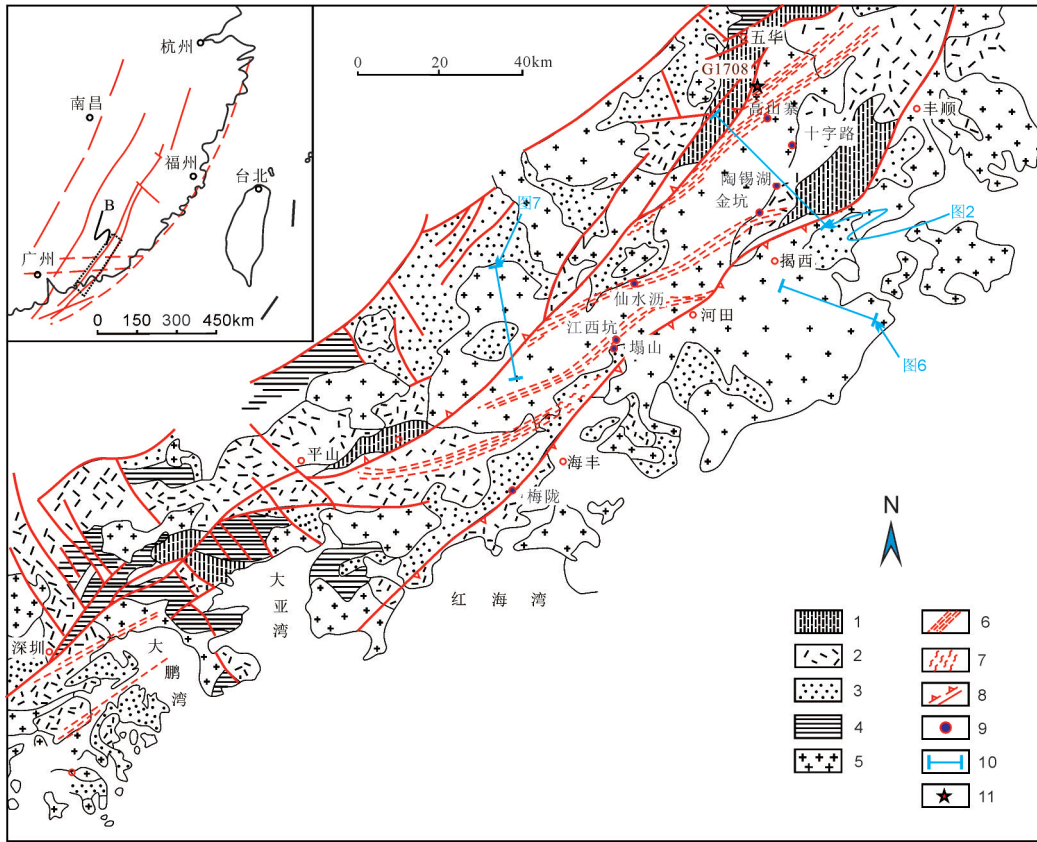 杭州
南昌
福州
台北
B
广州
0 150 300 450km
0 20 40km
五华
G1708
高山寨
丰顺
十字路
陶锡湖
金坑
图2
图7
揭西
仙水沥
河田
江西坑
塌山
图6
平山
海丰
梅陇
N
大亚湾
红海湾
深圳
大鹏湾
1
2
3
4
5
6
7
8
9
10
11